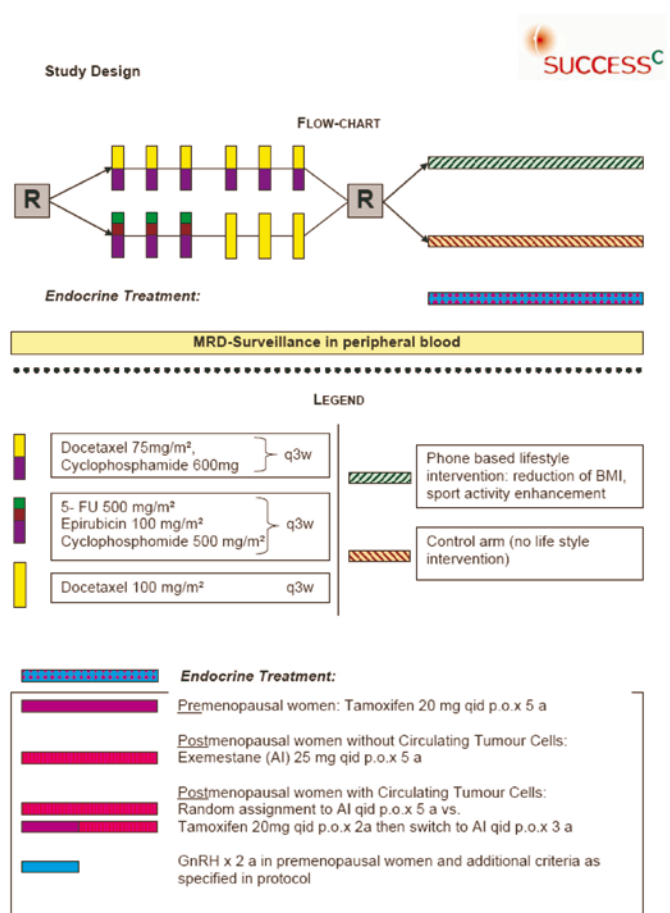 SUCCESS C
Study Design
FLOW-CHART
R
R
Endocrine Treatment:
MRD-Surveillance in peripheral blood
LEGEND
Docetaxel 75mg/m²,
Cyclophosphamide 600mg
q3w
5- FU 500 mg/m²
Epirubicin 100 mg/m²
Cyclophosphomide 500 mg/m²
q3w
Docetaxel 100 mg/m² q3w
Phone based lifestyle
intervention: reduction of BMI,
sport activity enhancement
Control arm (no life style
intervention)
Endocrine Treatment:
Premenopausal women: Tamoxifen 20 mg qid p.o.x 5 a
Postmenopausal women without Circulating Tumour Cells:
Exemestane (AI) 25 mg qid p.o.x 5 a
Postmenopausal women with Circulating Tumour Cells:
Random assignment to AI qid p.o.x 5 a vs.
Tamoxifen 20mg qid p.o.x 2a then switch to AI qid p.o.x 3 a
GnRH x 2 a in premenopausal women and additional criteria as
specified in protocol